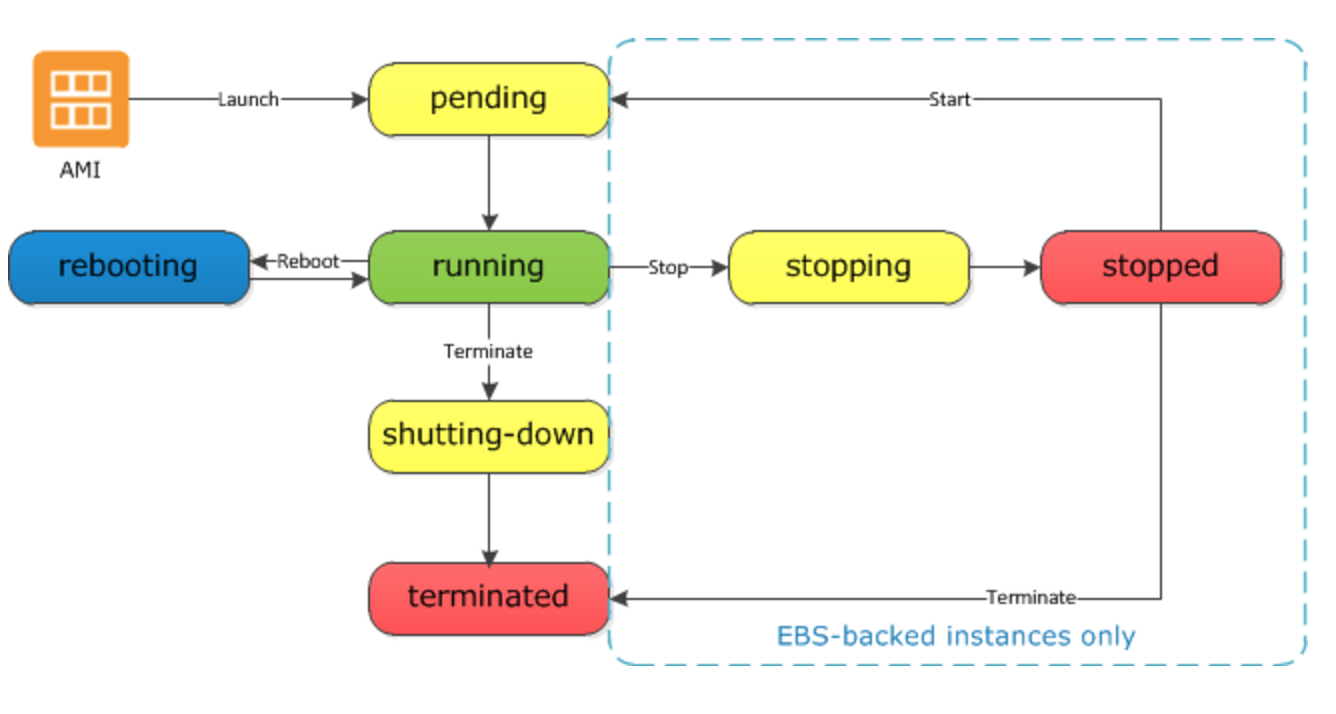 Launch
pending
Start
AMI
rebooting
Reboot
running
Stop
stopping
stopped
Terminate
shutting-down
terminated
Terminate
EBS-backed instances only